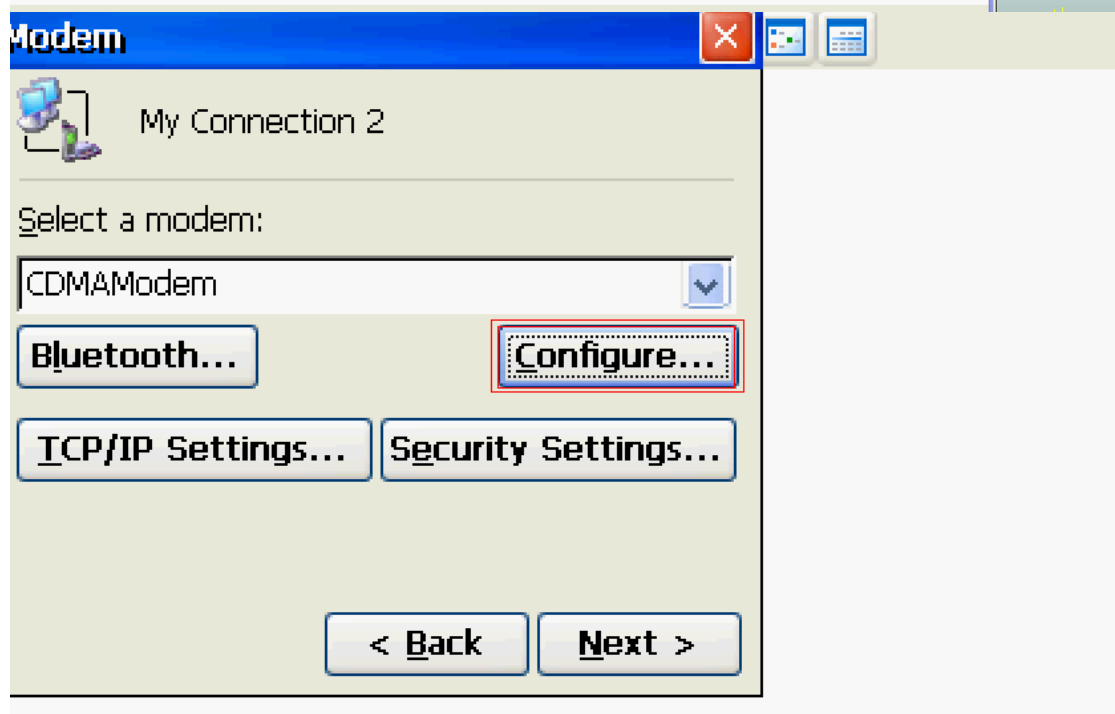 Modem
My Connection 2
Select a modem:
CDMAModem
Bluetooth...
Configure...
TCP/IP Settings...
Security Settings...
< Back
Next >